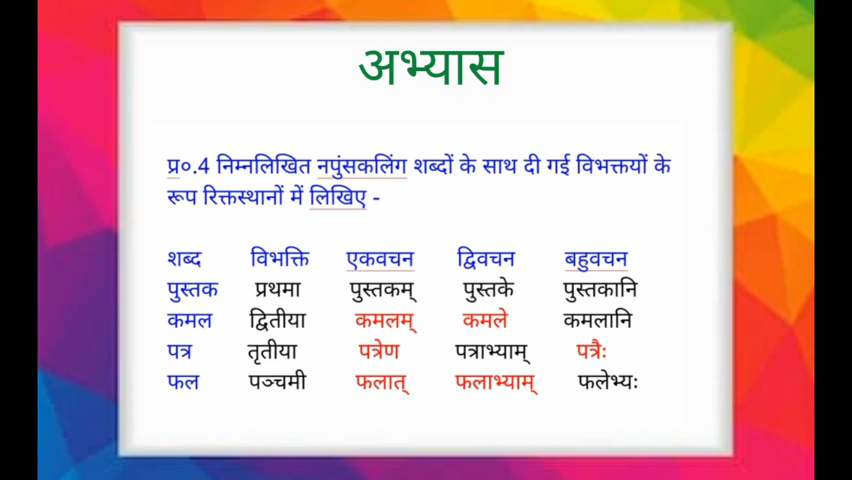 अभ्यास
प्र०.4 निम्नलिखित नपुंसकलिंग शब्दों के साथ दी गई विभक्तयों के
रूप रिक्तस्थानों में लिखिए -
शब्द विभक्ति एकवचन द्विवचन बहुवचन
पुस्तक प्रथमा पुस्तकम् पुस्तके पुस्तकानि
कमल द्वितीया कमलम् कमले कमलानि
पत्र तृतीया पत्रेण पत्राभ्याम् पत्रैः
फल पञ्चमी फलात् फलाभ्याम् फलेभ्यः